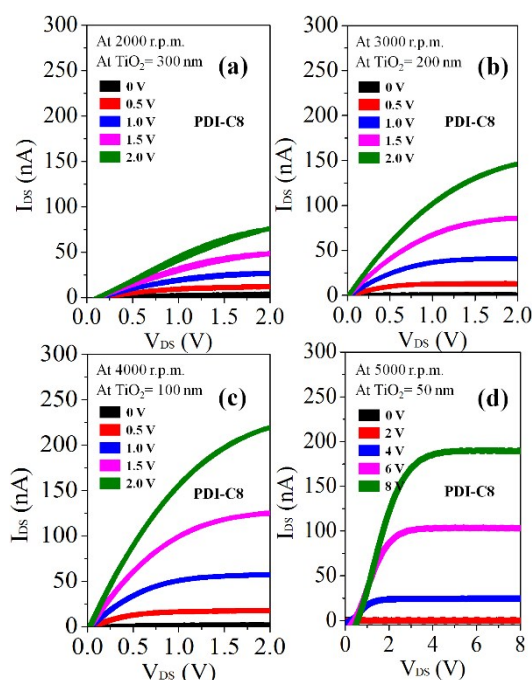 300
250
200
150
100
50
0
IDS (nA)
At 2000 r.p.m.
At TiO2= 300 nm
(a)
0 V
0.5 V
1.0 V
1.5 V
2.0 V
PDI-C8
0.0 0.5 1.0 1.5 2.0
VDS (V)
300
250
200
150
100
50
0
IDS (nA)
At 3000 r.p.m.
At TiO2= 200 nm
(b)
0 V
0.5 V
1.0 V
1.5 V
2.0 V
PDI-C8
0.0 0.5 1.0 1.5 2.0
VDS (V)
300
250
200
150
100
50
0
IDS (nA)
At 4000 r.p.m.
At TiO2= 100 nm
(c)
0 V
0.5 V
1.0 V
1.5 V
2.0 V
PDI-C8
0.0 0.5 1.0 1.5 2.0
VDS (V)
300
250
200
150
100
50
0
IDS (nA)
At 5000 r.p.m.
At TiO2= 50 nm
(d)
0 V
2 V
4 V
6 V
8 V
PDI-C8
0 2 4 6 8
VDS (V)